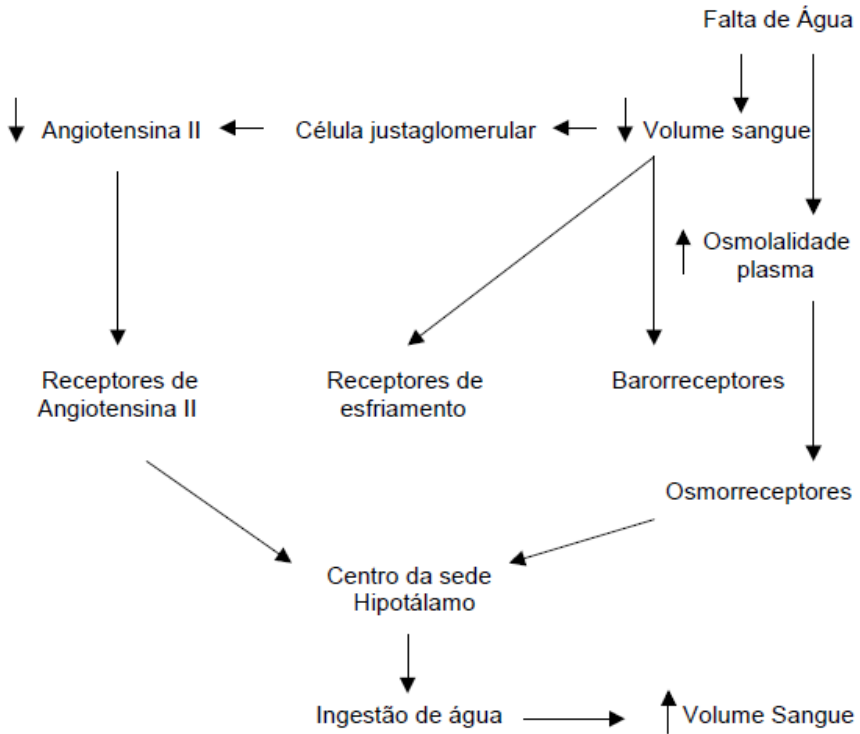 Falta de Água
Angiotensina II
Célula justaglomerular
Volume sangue
Osmolalidade
plasma
Receptores de
Angiotensina II
Receptores de
esfriamento
Barorreceptores
Osmorreceptores
Centro da sede
Hipotálamo
Ingestão de água
Volume Sangue